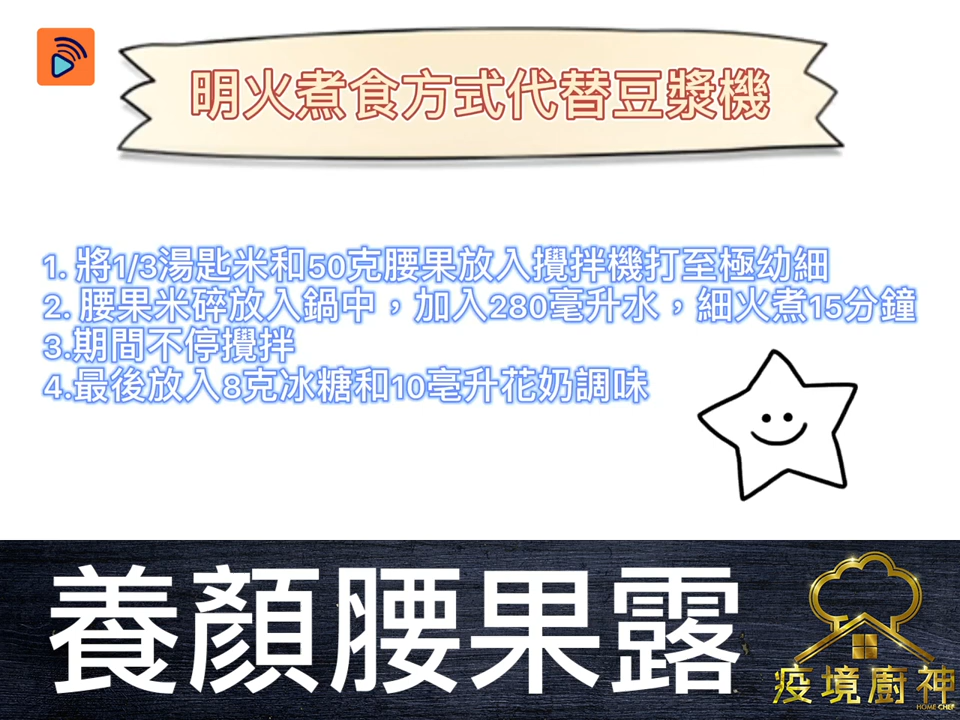 明火煮食方式代替豆漿機
1. 將1/3湯匙米和50克腰果放入攪拌機打至極幼細
2. 腰果米碎放入鍋中，加入280毫升水，細火煮15分鐘
3.期間不停攪拌
4.最後放入8克冰糖和10毫升花奶調味
養顏腰果露
疫境廚神
HOME CHEF